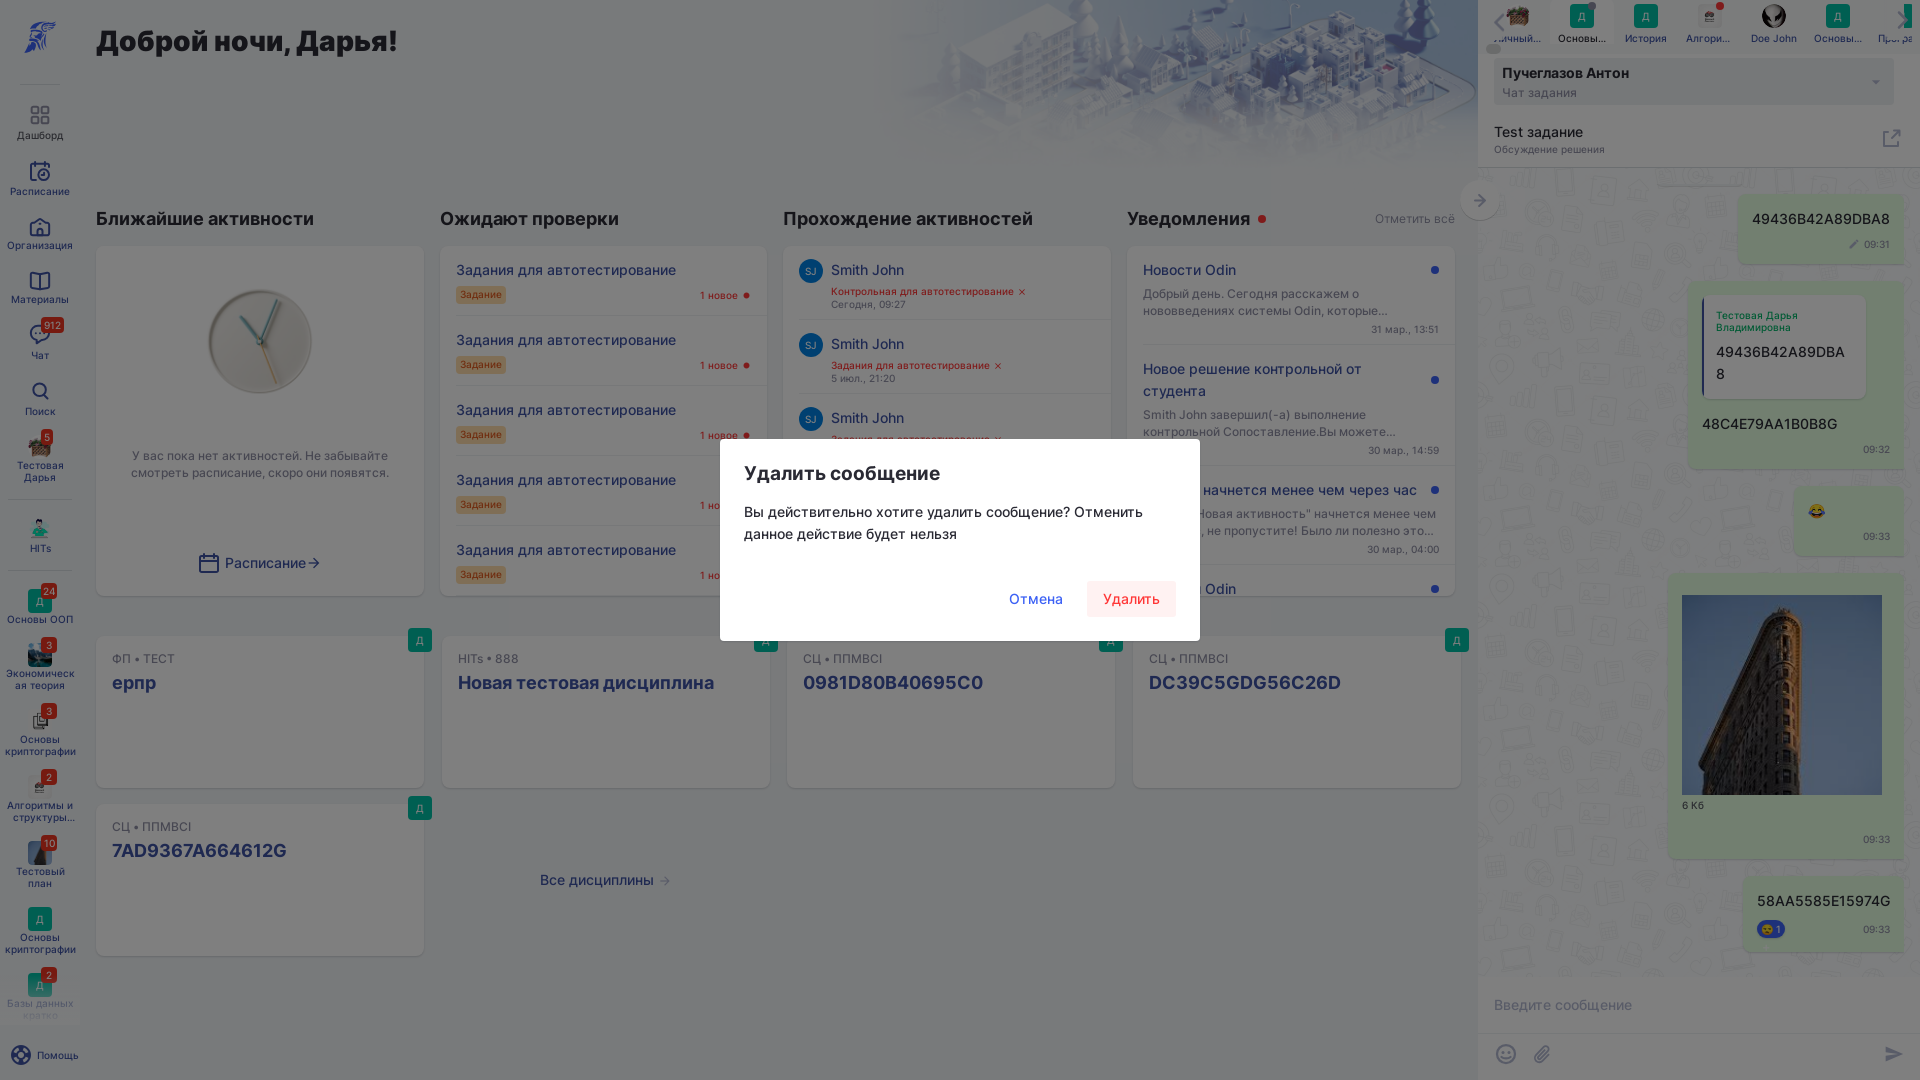 Доброй ночи, Дарья!
Дашборд
Расписание
Организация
Материалы
912
Чат
Поиск
5
Тестовая
Дарья
HITs
24
Д
Основы ООП
3
Экономическ
ая теория
3
Основы
криптографии
2
Алгоритмы и
структуры...
10
Тестовый
план
Д
Основы
криптографии
2
Д
Базы данных
кратко
Помощь
Ближайшие активности
У вас пока нет активностей. Не забывайте
смотреть расписание, скоро они появятся.
Расписание
Ожидают проверки
Задания для автотестирование
Задание
1 новое
Задания для автотестирование
Задание
1 новое
Задания для автотестирование
Задание
1 новое
Задания для автотестирование
Задание
Задания для автотестирование
Задание
Прохождение активностей
SJ
Smith John
Контрольная для автотестирование ×
Сегодня, 09:27
SJ
Smith John
Задания для автотестирование ×
5 июл., 21:20
SJ
Smith John
Уведомления
Отметить всё
Новости Odin
Добрый день. Сегодня расскажем о
нововведениях системы Odin, которые...
31 мар., 13:51
Новое решение контрольной от
студента
Smith John завершил(-а) выполнение
контрольной Сопоставление.Вы можете...
30 мар., 14:59
начнется менее чем через час
Новая активность" начнется менее чем
, не пропустите! Было ли полезно это...
30 мар., 04:00
Odin
Удалить сообщение
Вы действительно хотите удалить сообщение? Отменить
данное действие будет нельзя
Отмена
Удалить
Д
ФП • ТЕСТ
ерпр
Д
HITs • 888
Новая тестовая дисциплина
Д
СЦ • ППМВСІ
0981D80B40695C0
Д
СЦ • ППМВСІ
DC39C5GDG56C26D
Д
СЦ • ППМВСІ
7AD9367A664612G
Все дисциплины
Личный...
Д
Основы...
Д
История
Алгори...
Doe John
Д
Основы...
Програ
Пучеглазов Антон
Чат задания
Test задание
Обсуждение решения
49436B42A89DBA8
09:31
Тестовая Дарья
Владимировна
49436B42A89DBA
8
48C4E79AA1B0B8G
09:32
09:33
6 Кб
09:33
58AA5585E15974G
1
09:33
Введите сообщение